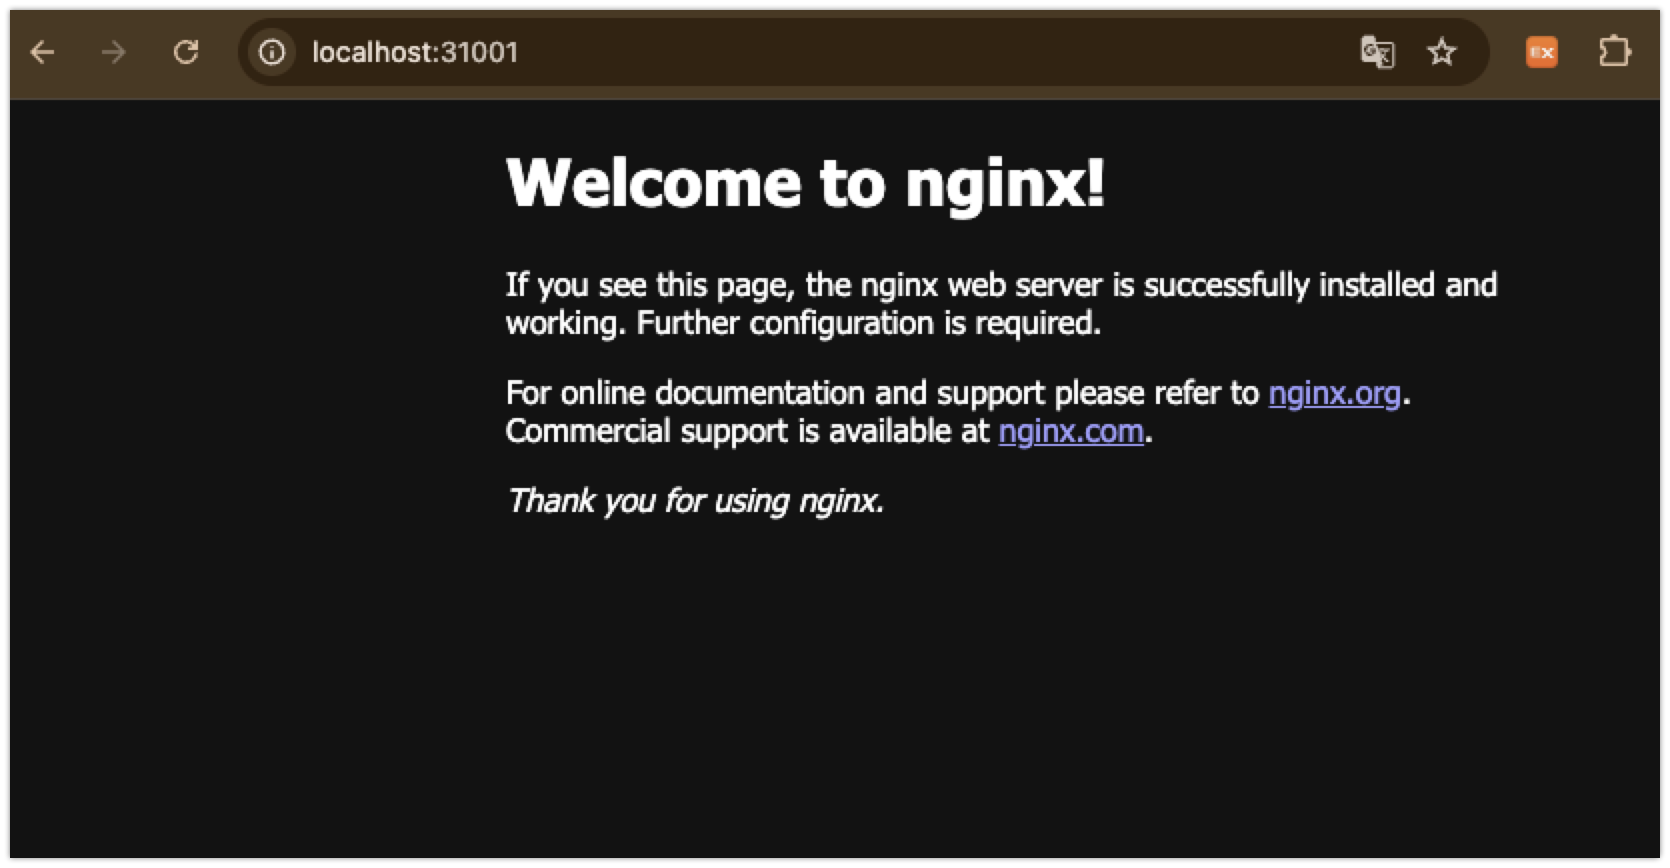 localhost:31001
EX
Welcome to nginx!
If you see this page, the nginx web server is successfully installed and
working. Further configuration is required.
For online documentation and support please refer to nginx.org.
Commercial support is available at nginx.com.
Thank you for using nginx.